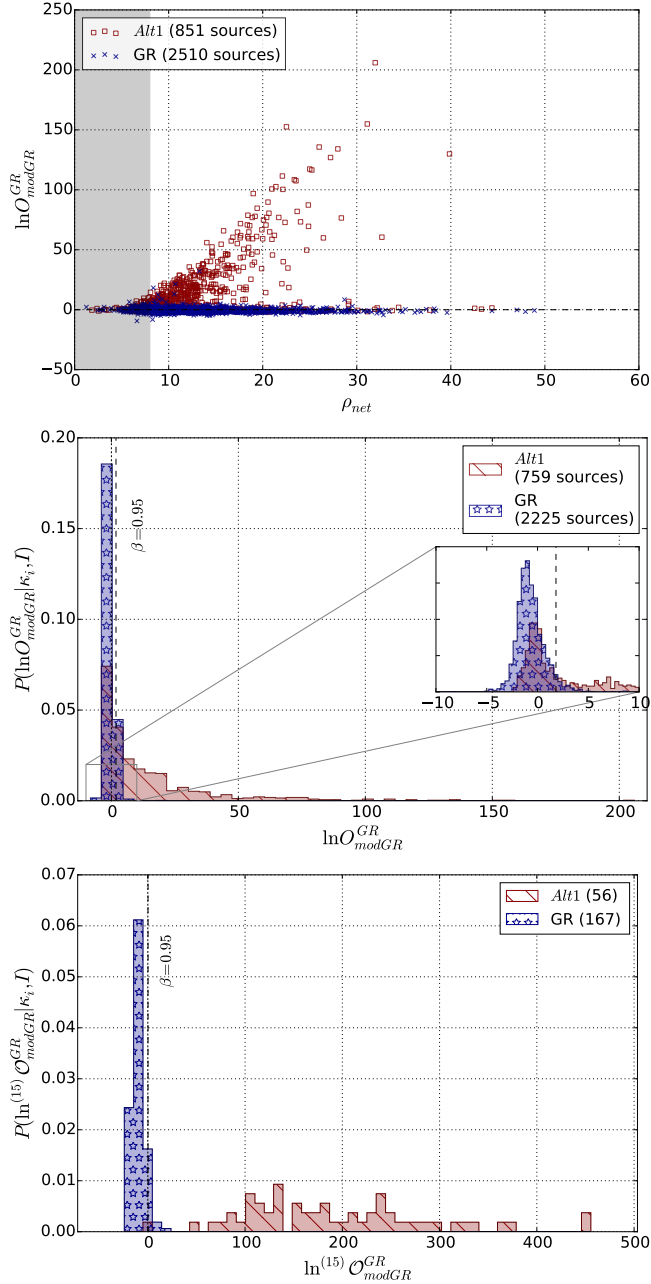 250
200
150
100
50
0
−50
lnO^{GR}_{modGR}
Alt1 (851 sources)
GR (2510 sources)
0 10 20 30 40 50 60
ρ_{net}
0.20
0.15
0.10
0.05
0.00
P(lnO^{GR}_{modGR}|κ_i,I)
β=0.95
Alt1
(759 sources)
GR
(2225 sources)
−10 −5 0 5 10
0 50 100 150 200
lnO^{GR}_{modGR}
0.07
0.06
0.05
0.04
0.03
0.02
0.01
0.00
P(ln^{(15)}𝒪^{GR}_{modGR}|κ_i,I)
β=0.95
Alt1 (56)
GR (167)
0 100 200 300 400 500
ln^{(15)}𝒪^{GR}_{modGR}